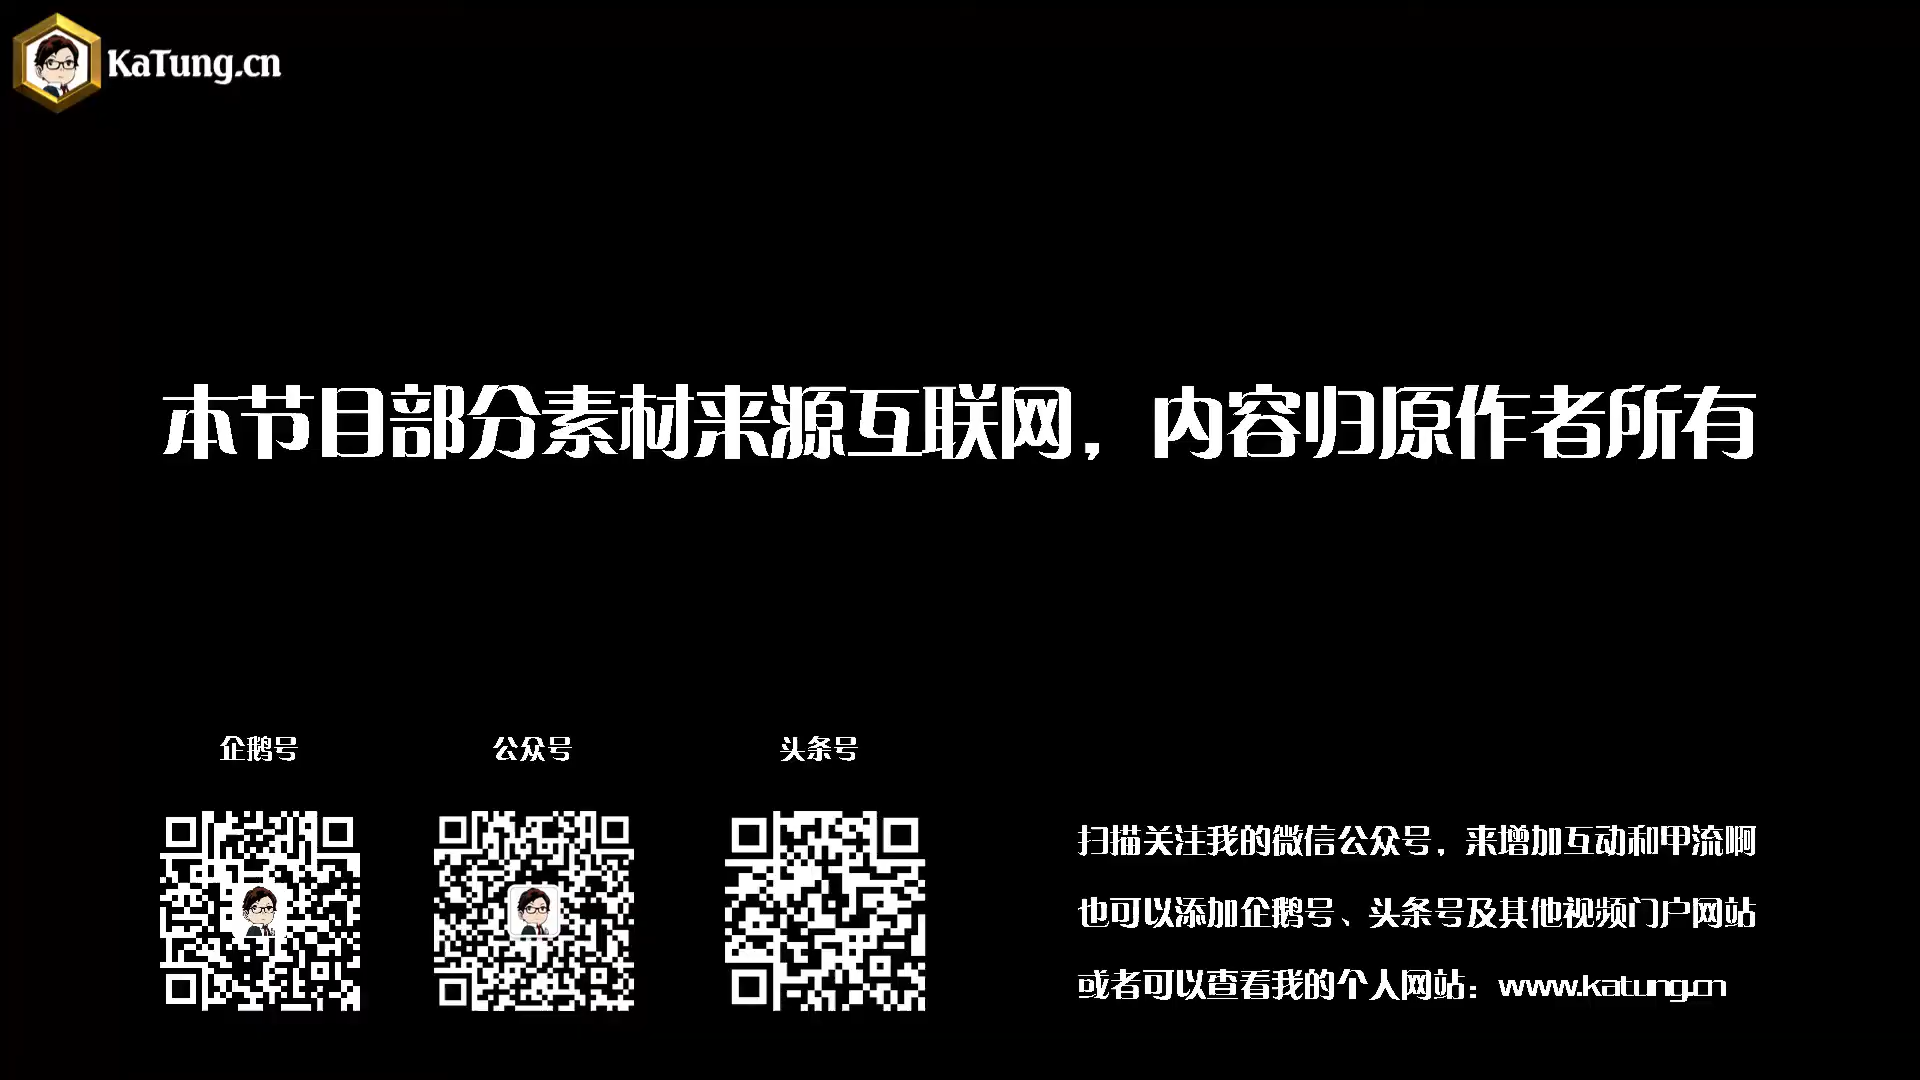 KaTung.cn
本节目部分素材来源互联网，内容归原作者所有
企鹅号
公众号
头条号
扫描关注我的微信公众号，来增加互动和甲流啊
也可以添加企鹅号、头条号及其他视频门户网站
或者可以查看我的个人网站：www.katung.cn